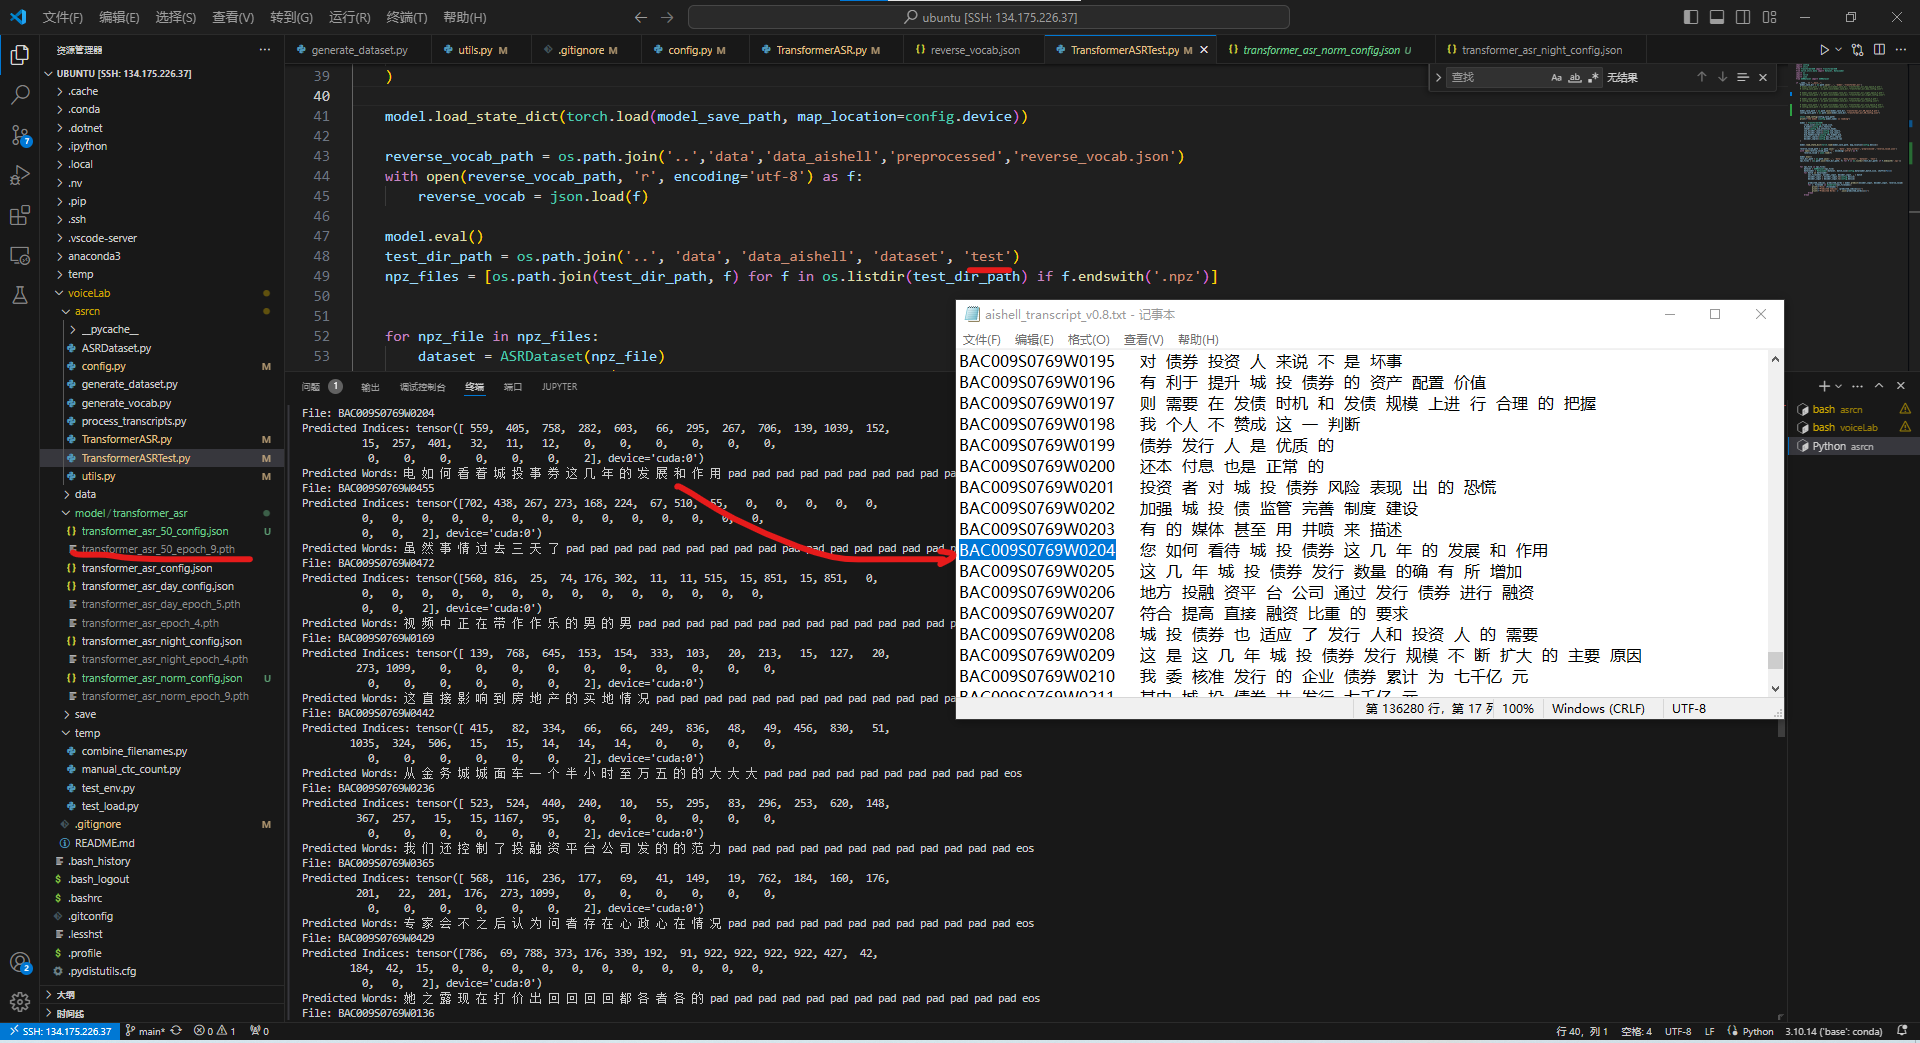 文件(F) 编辑(E) 选择(S) 查看(V) 转到(G) 运行(R) 终端(T) 帮助(H)
ubuntu [SSH: 134.175.226.37]
资源管理器
UBUNTU [SSH: 134.175.226.37]
.cache
.conda
.dotnet
.ipython
.local
.nv
.pip
.ssh
.vscode-server
anaconda3
temp
voiceLab
asrcn
__pycache__
ASRDataset.py
config.py M
generate_dataset.py
generate_vocab.py
process_transcripts.py
TransformerASR.py M
TransformerASRTest.py M
utils.py M
data
model / transformer_asr
transformer_asr_50_config.json U
transformer_asr_50_epoch_9.pth
transformer_asr_config.json
transformer_asr_day_config.json
transformer_asr_day_epoch_5.pth
transformer_asr_epoch_4.pth
transformer_asr_night_config.json
transformer_asr_night_epoch_4.pth
transformer_asr_norm_config.json U
transformer_asr_norm_epoch_9.pth
save
temp
combine_filenames.py
manual_ctc_count.py
test_env.py
test_load.py
.gitignore M
README.md
.bash_history
.bash_logout
.bashrc
.gitconfig
.lesshst
.profile
.pydistutils.cfg
大纲
时间线
generate_dataset.py utils.py M .gitignore M config.py M TransformerASR.py M reverse_vocab.json TransformerASRTest.py M transformer_asr_norm_config.json U transformer_asr_night_config.json
查找 Aa ab 无结果
39 )
40
41 model.load_state_dict(torch.load(model_save_path, map_location=config.device))
42
43 reverse_vocab_path = os.path.join('..','data','data_aishell','preprocessed','reverse_vocab.json')
44 with open(reverse_vocab_path, 'r', encoding='utf-8') as f:
45 reverse_vocab = json.load(f)
46
47 model.eval()
48 test_dir_path = os.path.join('..', 'data', 'data_aishell', 'dataset', 'test')
49 npz_files = [os.path.join(test_dir_path, f) for f in os.listdir(test_dir_path) if f.endswith('.npz')]
50
51
52 for npz_file in npz_files:
53 dataset = ASRDataset(npz_file)
问题 1 输出 调试控制台 终端 端口 JUPYTER
File: BAC009S0769W0204
Predicted Indices: tensor([ 559, 405, 758, 282, 603, 66, 295, 267, 706, 139, 1039, 152,
15, 257, 401, 32, 11, 12, 0, 0, 0, 0, 0, 0,
0, 0, 0, 0, 0, 2], device='cuda:0')
Predicted Words: 电 如 何 看 着 城 投 事 券 这 几 年 的 发 展 和 作 用 pad pad pad pad pad pad pad pad pa
File: BAC009S0769W0455
Predicted Indices: tensor([702, 438, 267, 273, 168, 224, 67, 510, 55, 0, 0, 0, 0, 0,
0, 0, 0, 0, 0, 0, 0, 0, 0, 0, 0, 0,
0, 0, 2], device='cuda:0')
Predicted Words: 虽 然 事 情 过 去 三 天 了 pad pad pad pad pad pad pad pad pad pad pad pad pad pad
File: BAC009S0769W0472
Predicted Indices: tensor([560, 816, 25, 74, 176, 302, 11, 11, 515, 15, 851, 15, 851, 0,
0, 0, 0, 0, 0, 0, 0, 0, 0, 0, 0, 0,
0, 0, 2], device='cuda:0')
Predicted Words: 视 频 中 正 在 带 作 作 乐 的 男 的 男 pad pad pad pad pad pad pad pad pad pad pad
File: BAC009S0769W0169
Predicted Indices: tensor([ 139, 768, 645, 153, 154, 333, 103, 20, 213, 15, 127, 20,
273, 1099, 0, 0, 0, 0, 0, 0, 0, 0, 0, 0,
0, 0, 0, 0, 0, 2], device='cuda:0')
Predicted Words: 这 直 接 影 响 到 房 地 产 的 买 地 情 况 pad pad pad pad pad pad pad pad pad pad
File: BAC009S0769W0442
Predicted Indices: tensor([ 415, 82, 334, 66, 66, 249, 836, 48, 49, 456, 830, 51,
1035, 324, 506, 15, 15, 14, 14, 14, 0, 0, 0, 0,
0, 0, 0, 0, 0, 2], device='cuda:0')
Predicted Words: 从 金 务 城 城 面 车 一 个 半 小 时 至 万 五 的 的 大 大 大 pad pad pad pad pad pad pad pad pad eos
File: BAC009S0769W0236
Predicted Indices: tensor([ 523, 524, 440, 240, 10, 55, 295, 83, 296, 253, 620, 148,
367, 257, 15, 15, 1167, 95, 0, 0, 0, 0, 0, 0,
0, 0, 0, 0, 0, 2], device='cuda:0')
Predicted Words: 我 们 还 控 制 了 投 融 资 平 台 公 司 发 的 的 范 力 pad pad pad pad pad pad pad pad pad pad pad eos
File: BAC009S0769W0365
Predicted Indices: tensor([ 568, 116, 236, 177, 69, 41, 149, 19, 762, 184, 160, 176,
201, 22, 201, 176, 273, 1099, 0, 0, 0, 0, 0, 0,
0, 0, 0, 0, 0, 2], device='cuda:0')
Predicted Words: 专 家 会 不 之 后 认 为 问 者 存 在 心 政 心 在 情 况 pad pad pad pad pad pad pad pad pad pad pad eos
File: BAC009S0769W0429
Predicted Indices: tensor([786, 69, 788, 373, 176, 339, 192, 91, 922, 922, 922, 922, 427, 42,
184, 42, 15, 0, 0, 0, 0, 0, 0, 0, 0, 0, 0, 0,
0, 0, 2], device='cuda:0')
Predicted Words: 她 之 露 现 在 打 价 出 回 回 回 回 都 各 者 各 的 pad pad pad pad pad pad pad pad pad pad pad pad eos
File: BAC009S0769W0136
bash asrcn
bash voiceLab
Python asrcn
aishell_transcript_v0.8.txt - 记事本
文件(F) 编辑(E) 格式(O) 查看(V) 帮助(H)
BAC009S0769W0195 对 债券 投资 人 来说 不 是 坏事
BAC009S0769W0196 有 利于 提升 城 投 债券 的 资产 配置 价值
BAC009S0769W0197 则 需要 在 发债 时机 和 发债 规模 上进 行 合理 的 把握
BAC009S0769W0198 我 个人 不 赞成 这 一 判断
BAC009S0769W0199 债券 发行 人 是 优质 的
BAC009S0769W0200 还本 付息 也是 正常 的
BAC009S0769W0201 投资 者 对 城 投 债券 风险 表现 出 的 恐慌
BAC009S0769W0202 加强 城 投 债 监管 完善 制度 建设
BAC009S0769W0203 有 的 媒体 甚至 用 井喷 来 描述
BAC009S0769W0204 您 如何 看待 城 投 债券 这 几 年 的 发展 和 作用
BAC009S0769W0205 这 几 年 城 投 债券 发行 数量 的确 有 所 增加
BAC009S0769W0206 地方 投融 资平 台 公司 通过 发行 债券 进行 融资
BAC009S0769W0207 符合 提高 直接 融资 比重 的 要求
BAC009S0769W0208 城 投 债券 也 适应 了 发行 人和 投资 人 的 需要
BAC009S0769W0209 这 是 这 几 年 城 投 债券 发行 规模 不 断 扩大 的 主要 原因
BAC009S0769W0210 我 委 核准 发行 的 企业 债券 累计 为 七千亿 元
BAC009S0769W0211 其中 城 投 债券 共 发行 七千亿 元
第 136280 行，第 17 列 100% Windows (CRLF) UTF-8
SSH: 134.175.226.37 main* 0 1 0 行 40，列 1 空格: 4 UTF-8 LF Python 3.10.14 ('base': conda)